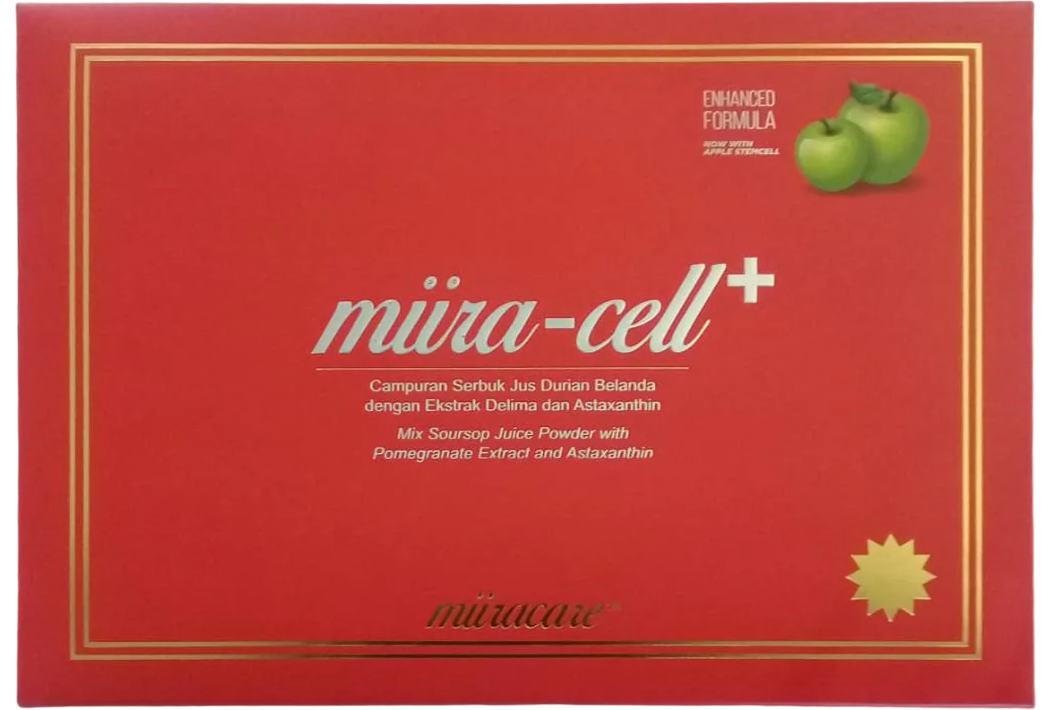 ENHANCED
FORMULA
NOW WITH
APPLE STEMCELL
müra-cell+
Campuran Serbuk Jus Durian Belanda
dengan Ekstrak Delima dan Astaxanthin
Mix Soursop Juice Powder with
Pomegranate Extract and Astaxanthin
müracare